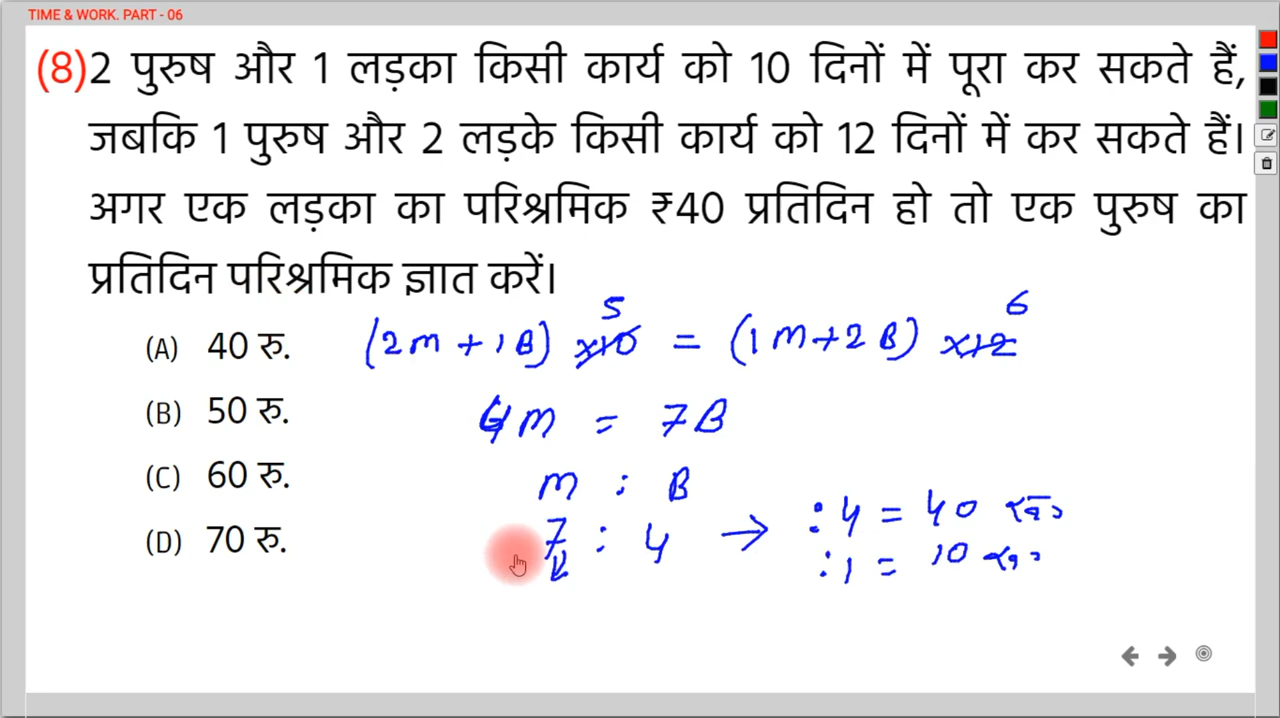 TIME & WORK. PART - 06
(8) 2 पुरुष और 1 लड़का किसी कार्य को 10 दिनों में पूरा कर सकते हैं,
जबकि 1 पुरुष और 2 लड़के किसी कार्य को 12 दिनों में कर सकते हैं।
अगर एक लड़का का परिश्रमिक ₹40 प्रतिदिन हो तो एक पुरुष का
प्रतिदिन परिश्रमिक ज्ञात करें।
5 6
(A) 40 रु. (2m + 1B) x10 = (1m+2B) x12
(B) 50 रु. 4m = 7B
(C) 60 रु. m : B
(D) 70 रु. 7 : 4 → : 4 = 40
: 1 = 10